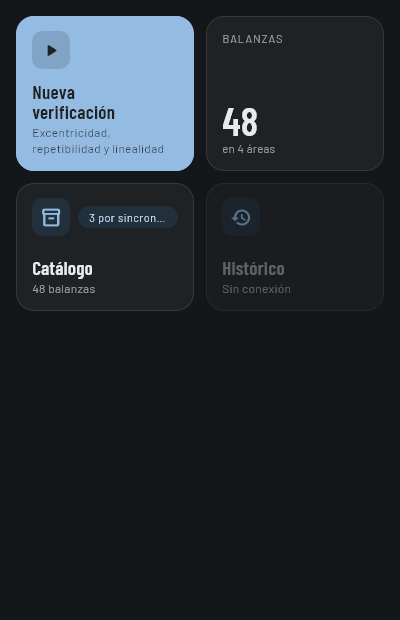 Nueva
verificación
Excentricidad,
repetibilidad y linealidad
BALANZAS
48
en 4 áreas
3 por sincron...
Catálogo
48 balanzas
Histórico
Sin conexión